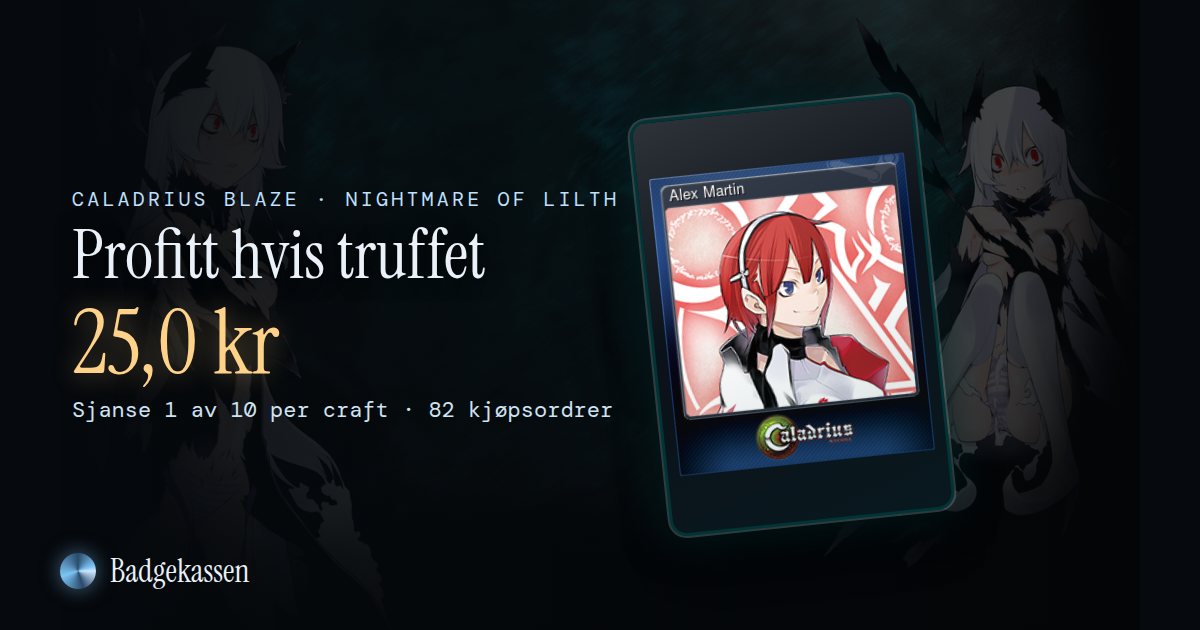 CALADRIUS BLAZE · NIGHTMARE OF LILTH
Profitt hvis truffet
25,0 kr
Sjanse 1 av 10 per craft · 82 kjøpsordrer
Badgekassen
Alex Martin
Caladrius